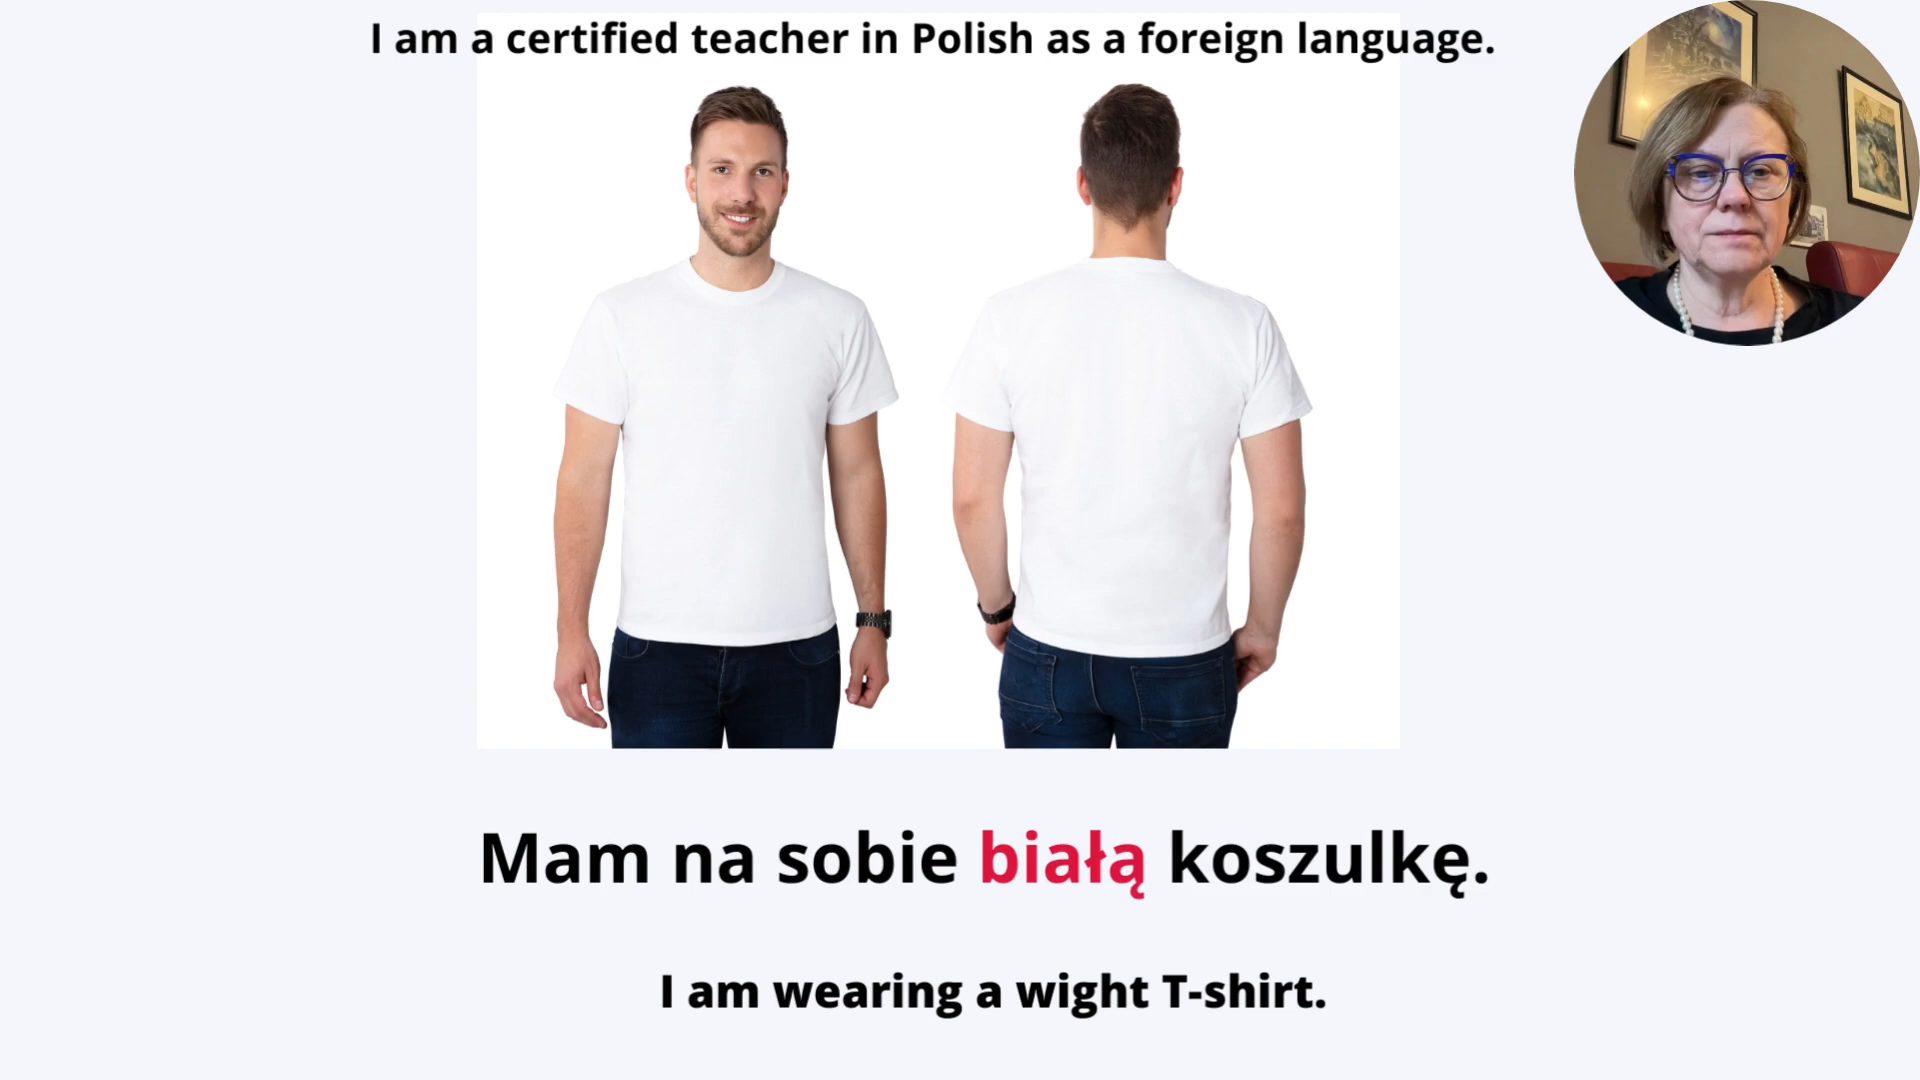 I am a certified teacher in Polish as a foreign language.
Mam na sobie białą koszulkę.
I am wearing a wight T-shirt.